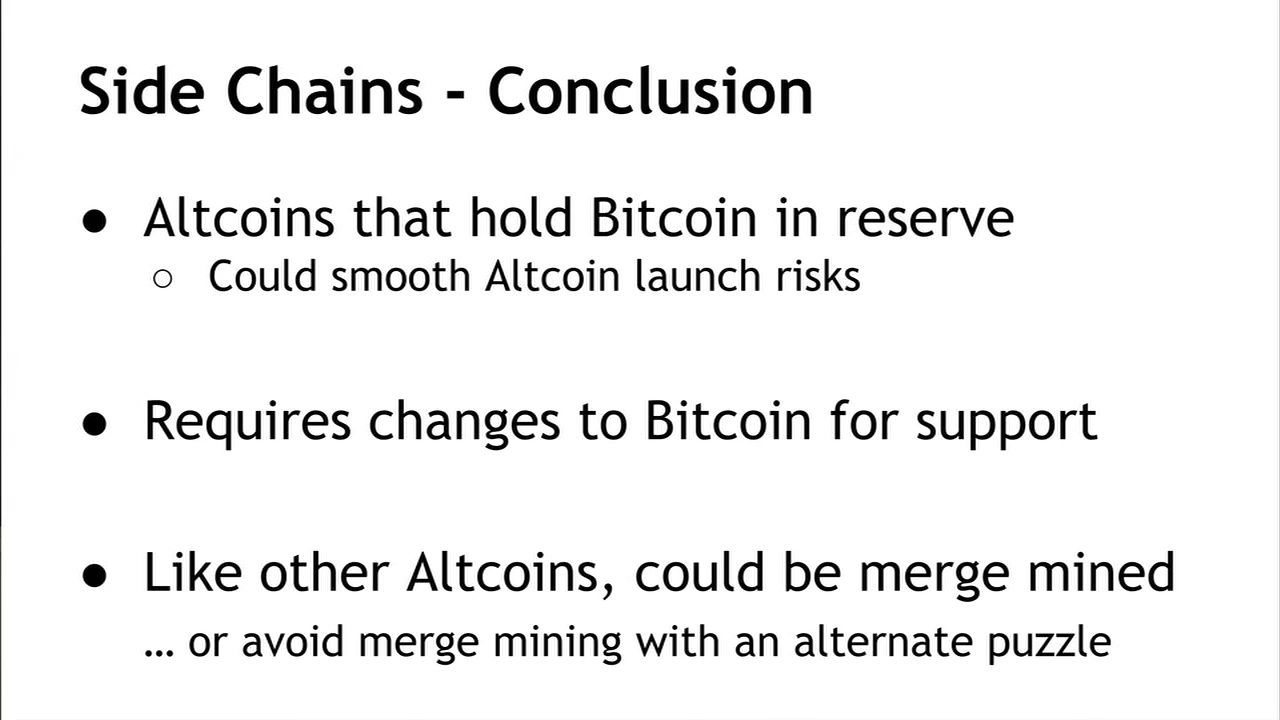 Side Chains - Conclusion
● Altcoins that hold Bitcoin in reserve
○ Could smooth Altcoin launch risks
● Requires changes to Bitcoin for support
● Like other Altcoins, could be merge mined
… or avoid merge mining with an alternate puzzle